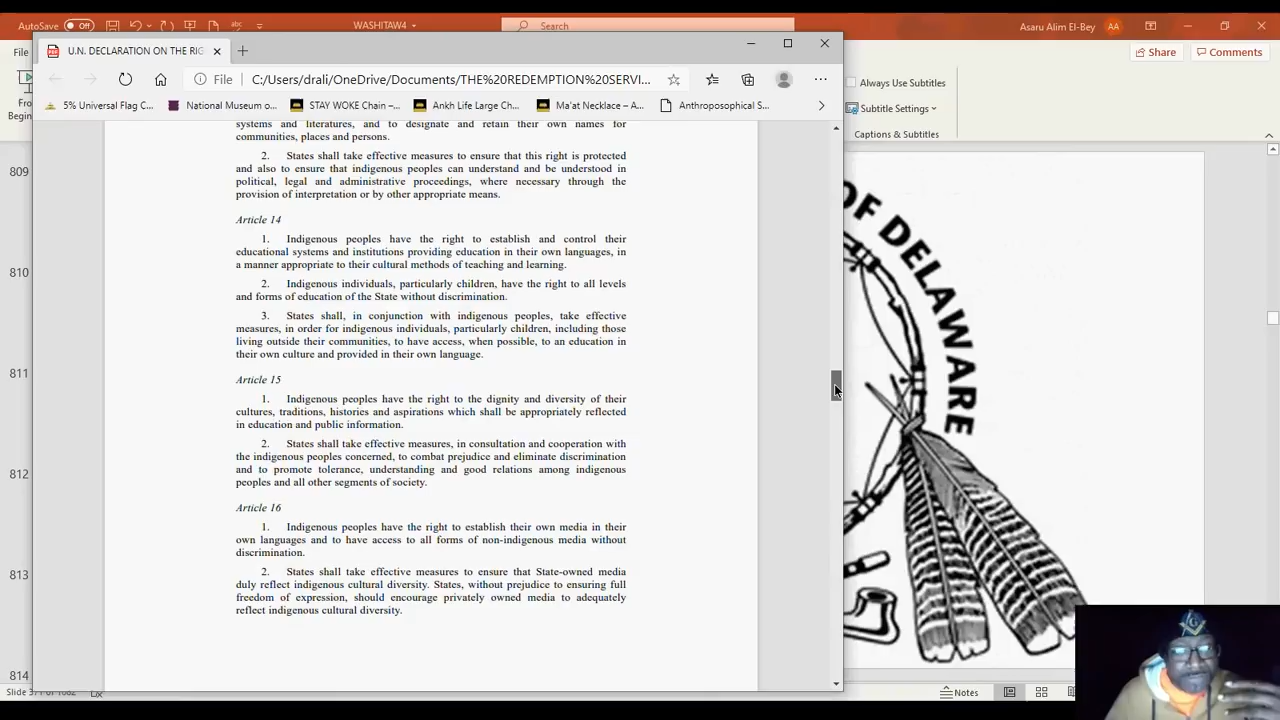 AutoSave Off
WASHITAW4
Search
Asaru Alim El-Bey
AA
File
Share
Comments
U.N. DECLARATION ON THE RIG
File
C:/Users/drali/OneDrive/Documents/THE%20REDEMPTION%20SERVI...
5% Universal Flag C...
National Museum o...
STAY WOKE Chain –...
Ankh Life Large Ch...
Ma'at Necklace – A...
Anthroposophical S...
From
Begin
Always Use Subtitles
Subtitle Settings
Captions & Subtitles
809
810
811
812
813
814
systems and literatures, and to designate and retain their own names for
communities, places and persons.
2. States shall take effective measures to ensure that this right is protected
and also to ensure that indigenous peoples can understand and be understood in
political, legal and administrative proceedings, where necessary through the
provision of interpretation or by other appropriate means.
Article 14
1. Indigenous peoples have the right to establish and control their
educational systems and institutions providing education in their own languages, in
a manner appropriate to their cultural methods of teaching and learning.
2. Indigenous individuals, particularly children, have the right to all levels
and forms of education of the State without discrimination.
3. States shall, in conjunction with indigenous peoples, take effective
measures, in order for indigenous individuals, particularly children, including those
living outside their communities, to have access, when possible, to an education in
their own culture and provided in their own language.
Article 15
1. Indigenous peoples have the right to the dignity and diversity of their
cultures, traditions, histories and aspirations which shall be appropriately reflected
in education and public information.
2. States shall take effective measures, in consultation and cooperation with
the indigenous peoples concerned, to combat prejudice and eliminate discrimination
and to promote tolerance, understanding and good relations among indigenous
peoples and all other segments of society.
Article 16
1. Indigenous peoples have the right to establish their own media in their
own languages and to have access to all forms of non-indigenous media without
discrimination.
2. States shall take effective measures to ensure that State-owned media
duly reflect indigenous cultural diversity. States, without prejudice to ensuring full
freedom of expression, should encourage privately owned media to adequately
reflect indigenous cultural diversity.
OF DELAWARE
Notes